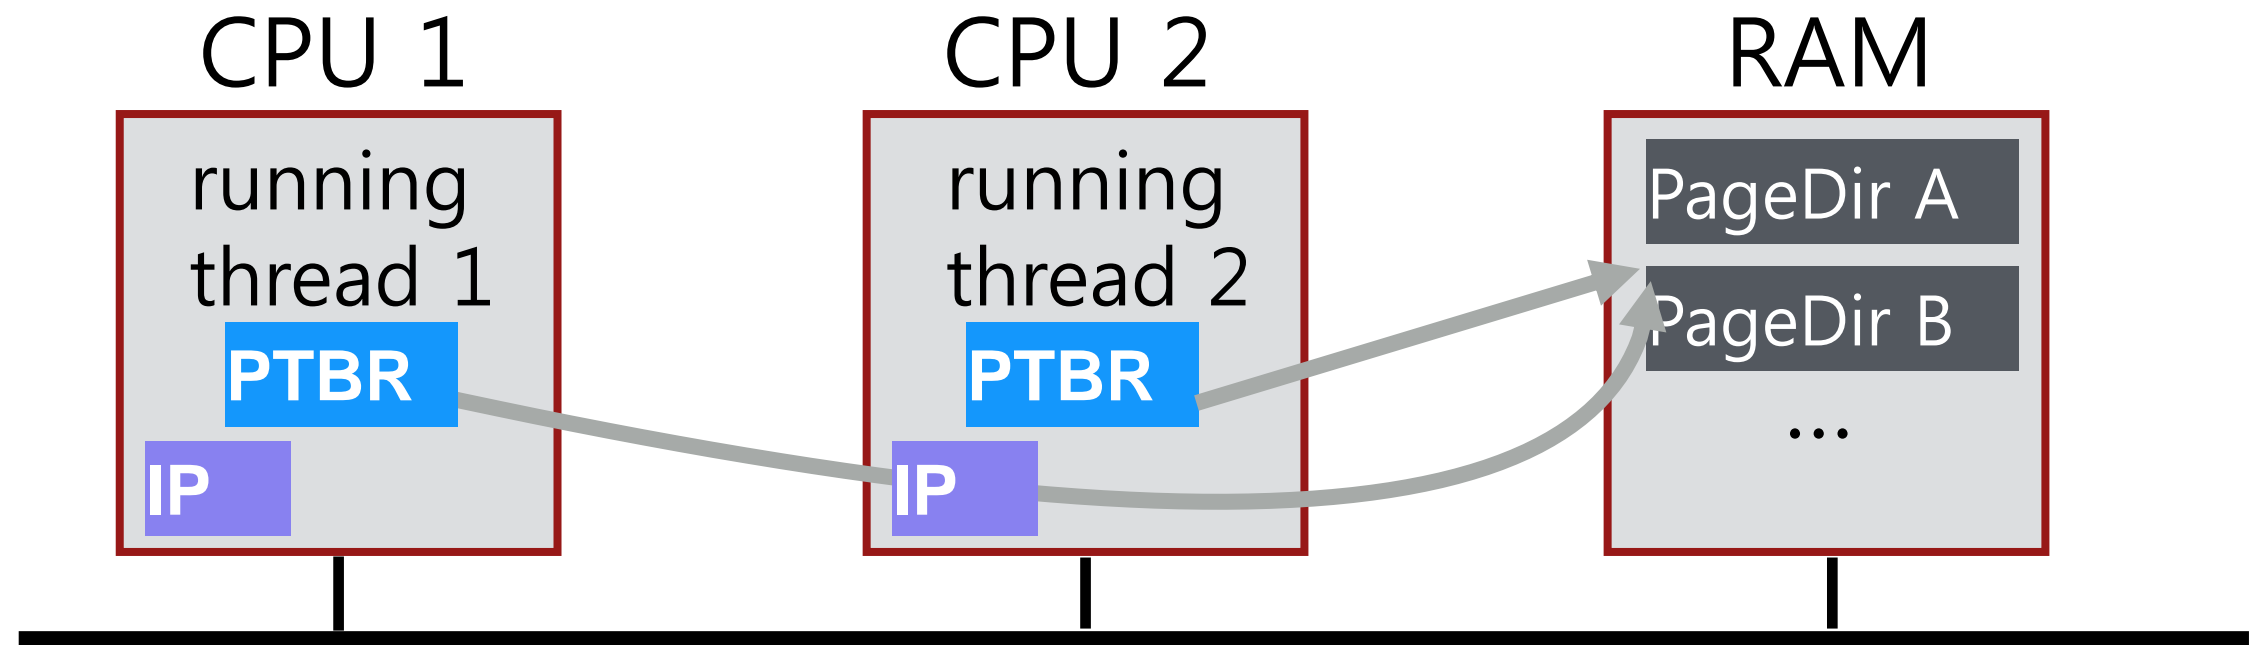 CPU 1
running
thread 1
PTBR
IP
CPU 2
running
thread 2
PTBR
IP
RAM
PageDir A
PageDir B
...